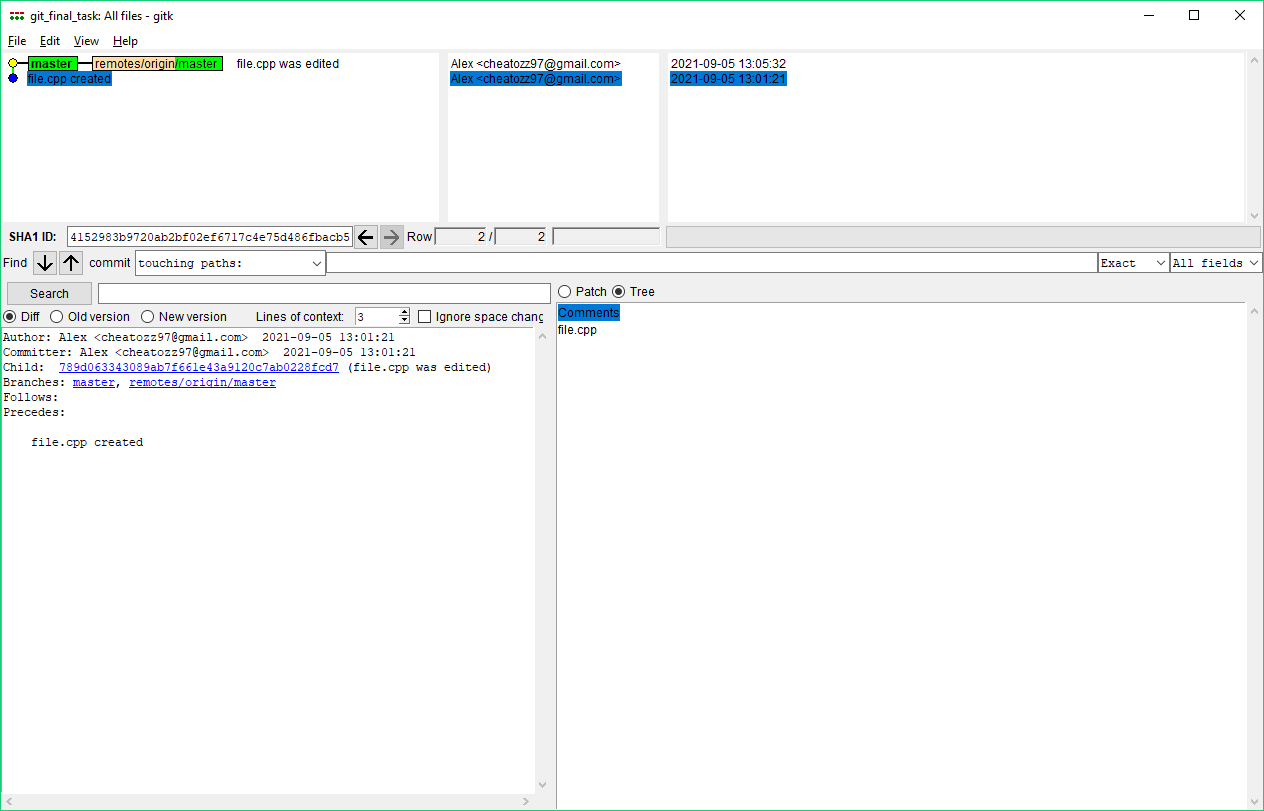 git_final_task: All files - gitk
File Edit View Help
master remotes/origin/master file.cpp was edited Alex <cheatozz97@gmail.com> 2021-09-05 13:05:32
file.cpp created Alex <cheatozz97@gmail.com> 2021-09-05 13:01:21
SHA1 ID: 4152983b9720ab2bf02ef6717c4e75d486fbacb5 Row 2 / 2
Find commit touching paths: Exact All fields
Search Patch Tree
Diff Old version New version Lines of context: 3 Ignore space chang
Comments
file.cpp
Author: Alex <cheatozz97@gmail.com> 2021-09-05 13:01:21
Committer: Alex <cheatozz97@gmail.com> 2021-09-05 13:01:21
Child: 789d063343089ab7f661e43a9120c7ab0228fcd7 (file.cpp was edited)
Branches: master, remotes/origin/master
Follows:
Precedes:
file.cpp created